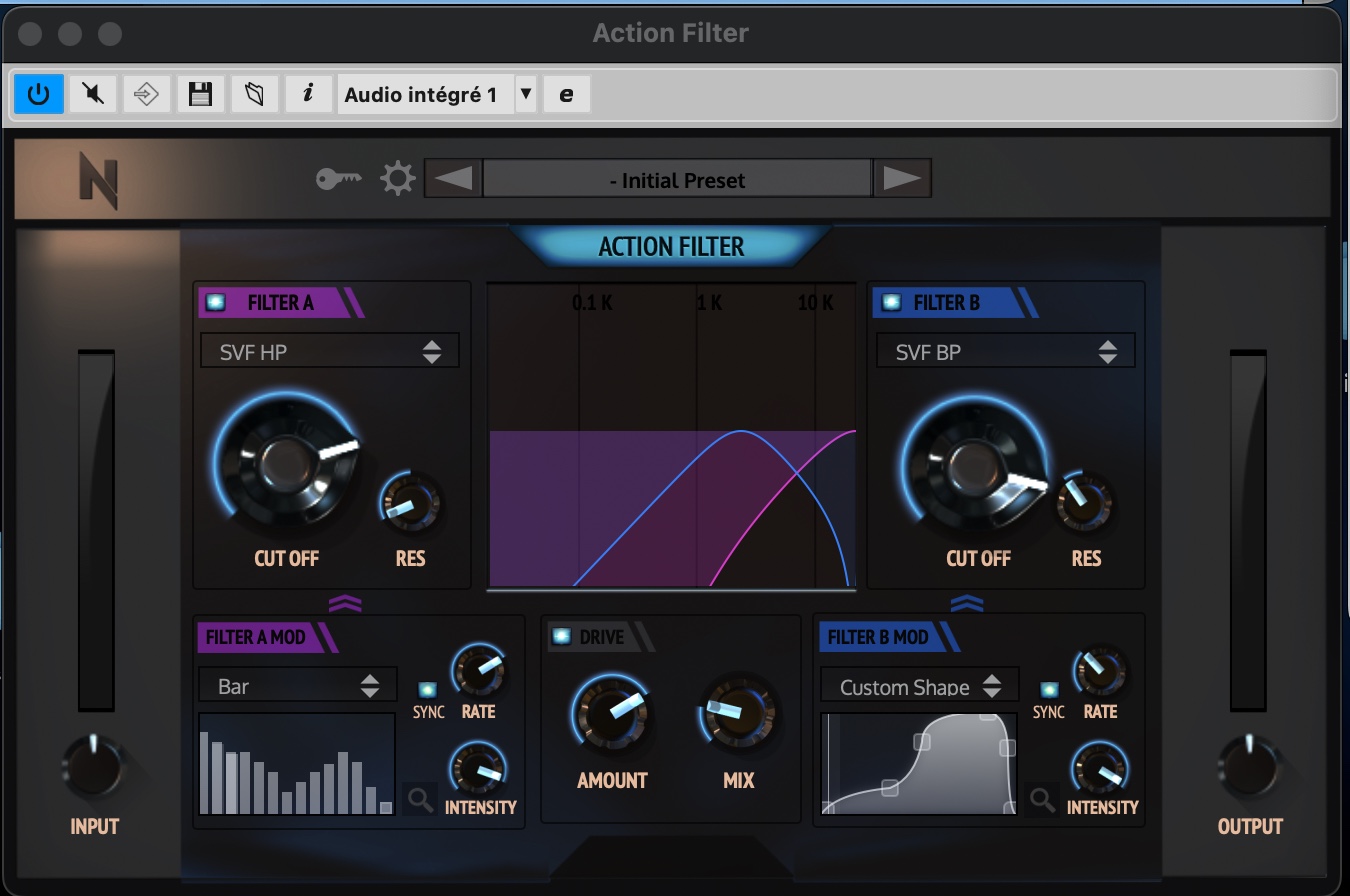 Action Filter
i
Audio intégré 1
e
N
- Initial Preset
ACTION FILTER
FILTER A
0.1 K 1 K 10 K
FILTER B
SVF HP
SVF BP
CUT OFF RES
CUT OFF RES
FILTER A MOD
DRIVE
FILTER B MOD
Bar
SYNC RATE
INTENSITY
AMOUNT MIX
Custom Shape
SYNC RATE
INTENSITY
INPUT
OUTPUT